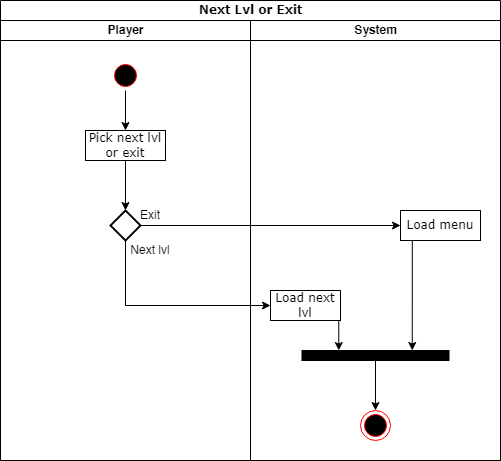 Next Lvl or Exit
Player
System
Pick next lvl
or exit
Exit
Load menu
Next lvl
Load next
lvl